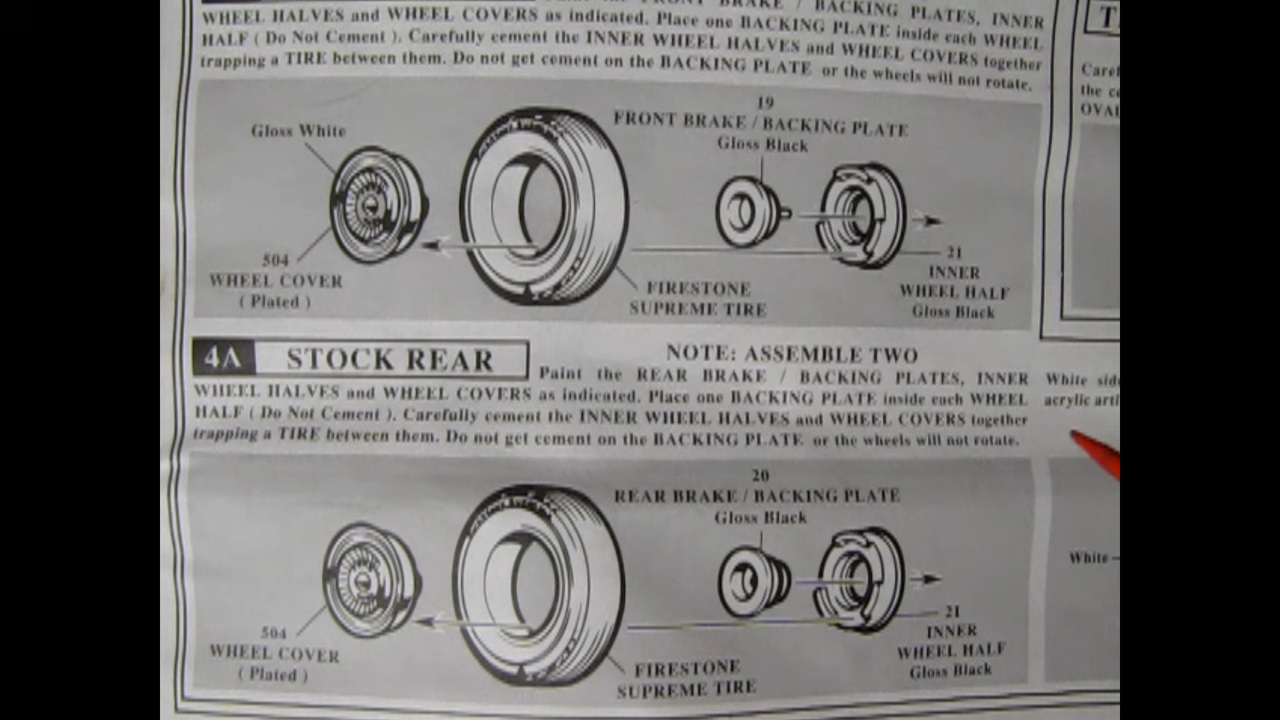 BRAKE / BACKING PLATES, INNER
WHEEL HALVES and WHEEL COVERS as indicated. Place one BACKING PLATE inside each WHEEL
HALF ( Do Not Cement ). Carefully cement the INNER WHEEL HALVES and WHEEL COVERS together
trapping a TIRE between them. Do not get cement on the BACKING PLATE or the wheels will not rotate.
19
FRONT BRAKE / BACKING PLATE
Gloss Black
Gloss White
504
WHEEL COVER
( Plated )
FIRESTONE
SUPREME TIRE
21
INNER
WHEEL HALF
Gloss Black
4A STOCK REAR
NOTE: ASSEMBLE TWO
Paint the REAR BRAKE / BACKING PLATES, INNER
WHEEL HALVES and WHEEL COVERS as indicated. Place one BACKING PLATE inside each WHEEL
HALF ( Do Not Cement ). Carefully cement the INNER WHEEL HALVES and WHEEL COVERS together
trapping a TIRE between them. Do not get cement on the BACKING PLATE or the wheels will not rotate.
20
REAR BRAKE / BACKING PLATE
Gloss Black
504
WHEEL COVER
( Plated )
FIRESTONE
SUPREME TIRE
21
INNER
WHEEL HALF
Gloss Black
the
White
acrylic
White